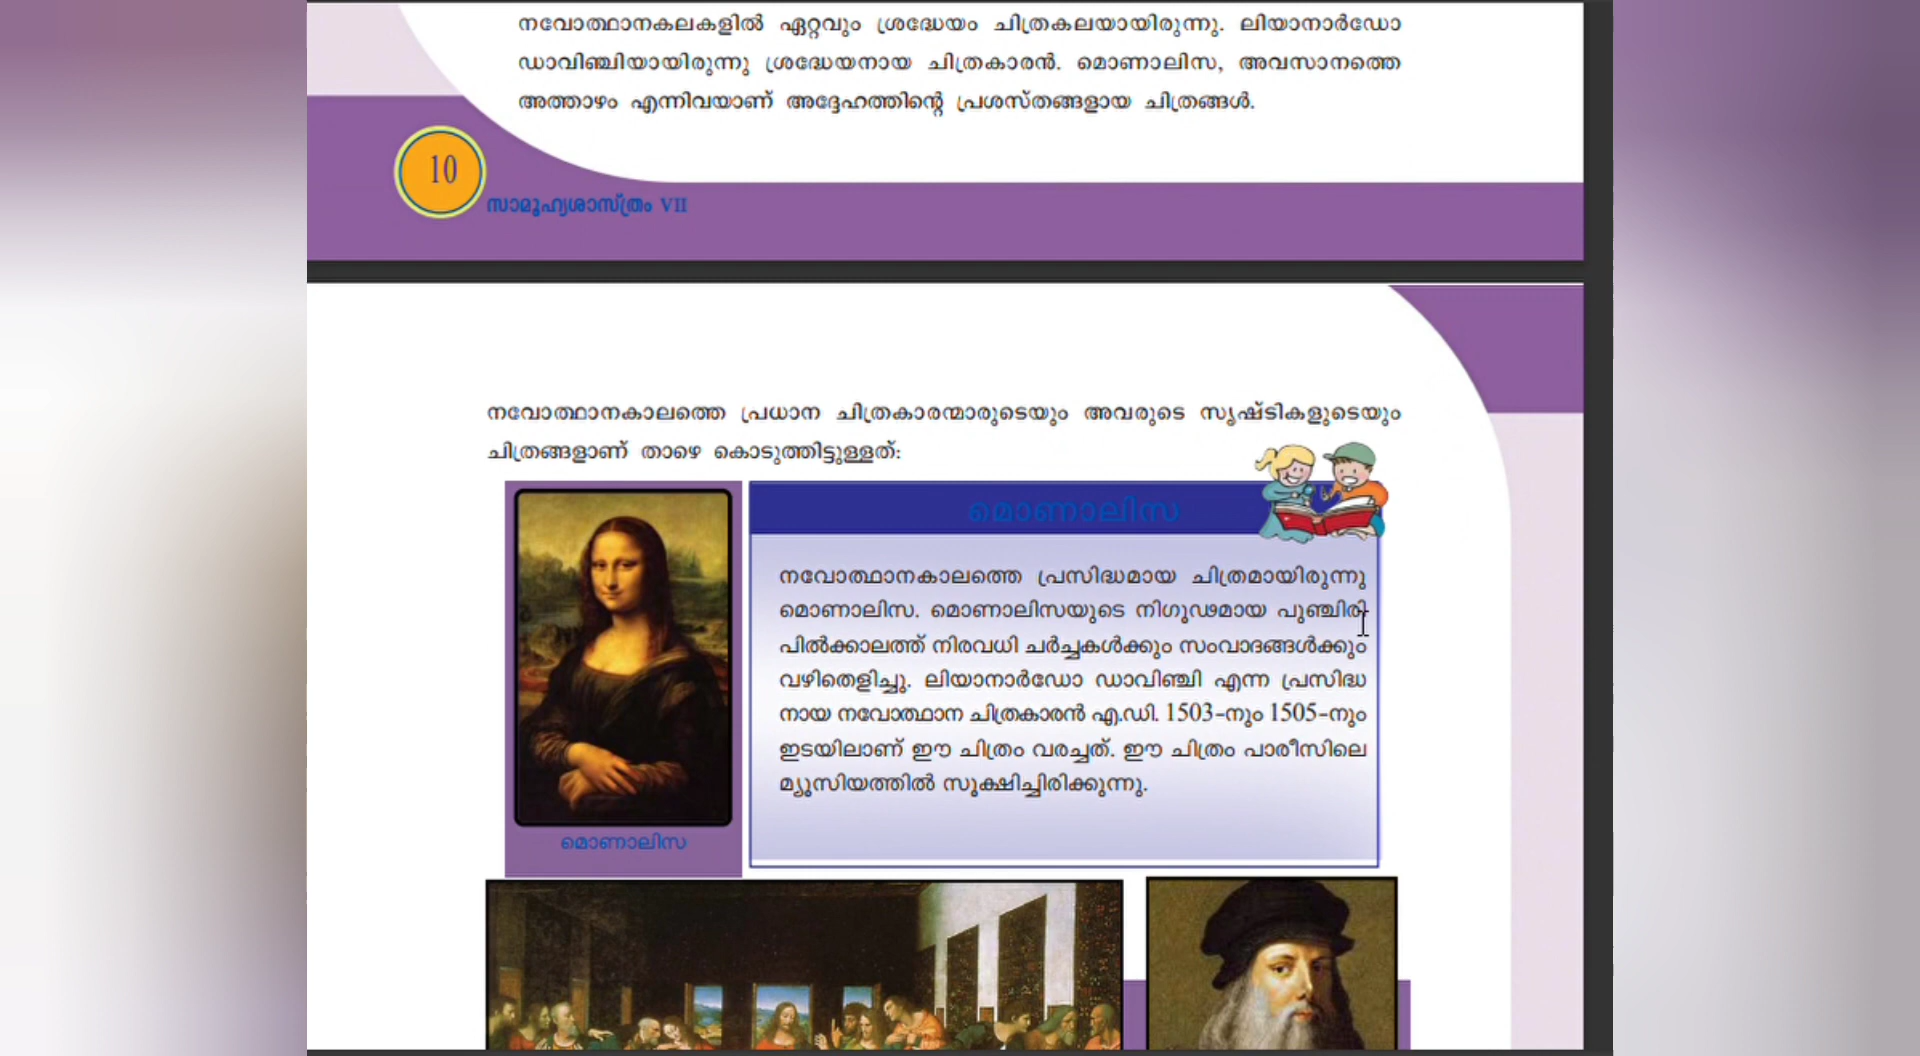 നവോത്ഥാനകലകളിൽ ഏറ്റവും ശ്രദ്ധേയം ചിത്രകലയായിരുന്നു. ലിയാനാർഡോ
ഡാവിഞ്ചിയായിരുന്നു ശ്രദ്ധേയനായ ചിത്രകാരൻ. മൊണാലിസ, അവസാനത്തെ
അത്താഴം എന്നിവയാണ് അദ്ദേഹത്തിന്റെ പ്രശസ്തങ്ങളായ ചിത്രങ്ങൾ.
10
സാമൂഹ്യശാസ്ത്രം VII
നവോത്ഥാനകാലത്തെ പ്രധാന ചിത്രകാരന്മാരുടെയും അവരുടെ സൃഷ്ടികളുടെയും
ചിത്രങ്ങളാണ് താഴെ കൊടുത്തിട്ടുള്ളത്:
മൊണാലിസ
നവോത്ഥാനകാലത്തെ പ്രസിദ്ധമായ ചിത്രമായിരുന്നു
മൊണാലിസ. മൊണാലിസയുടെ നിഗൂഢമായ പുഞ്ചിരി
പിൽക്കാലത്ത് നിരവധി ചർച്ചകൾക്കും സംവാദങ്ങൾക്കും
വഴിതെളിച്ചു. ലിയാനാർഡോ ഡാവിഞ്ചി എന്ന പ്രസിദ്ധ
നായ നവോത്ഥാന ചിത്രകാരൻ എ.ഡി. 1503-നും 1505-നും
ഇടയിലാണ് ഈ ചിത്രം വരച്ചത്. ഈ ചിത്രം പാരീസിലെ
മ്യൂസിയത്തിൽ സൂക്ഷിച്ചിരിക്കുന്നു.
മൊണാലിസ